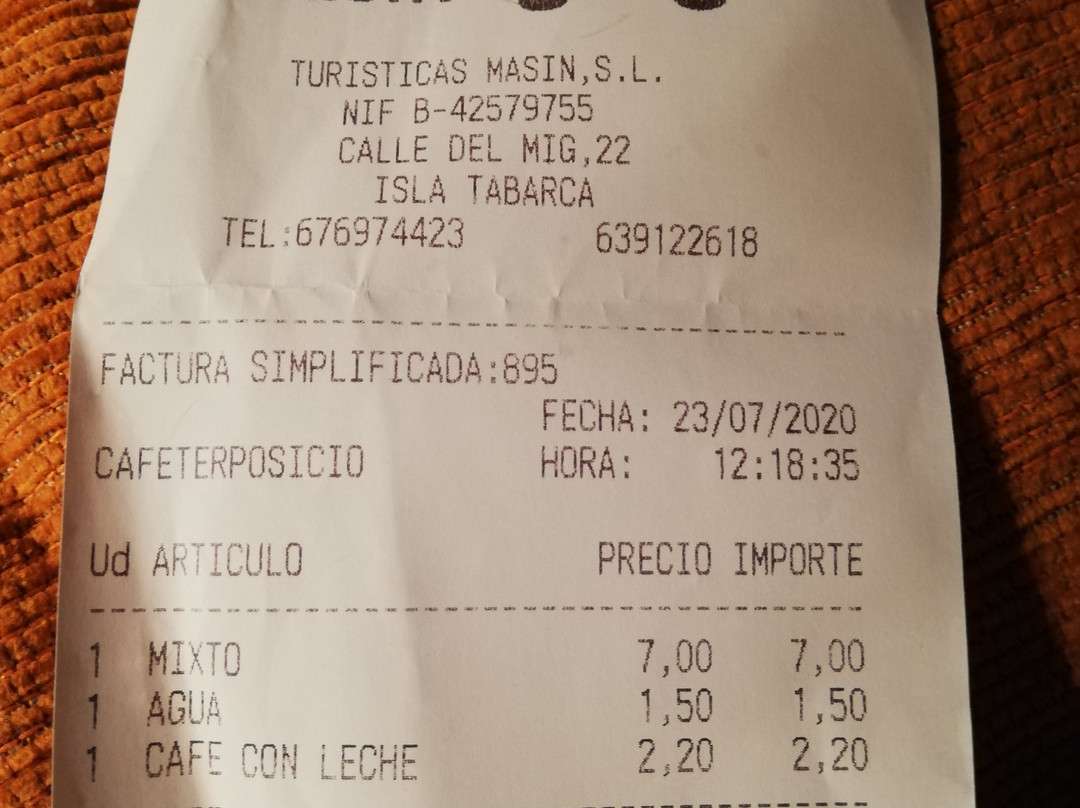 TURISTICAS MASIN,S.L.
NIF B-42579755
CALLE DEL MIG,22
ISLA TABARCA
TEL:676974423 639122618
FACTURA SIMPLIFICADA:895
FECHA: 23/07/2020
CAFETERPOSICIO HORA: 12:18:35
Ud ARTICULO PRECIO IMPORTE
1 MIXTO 7,00 7,00
1 AGUA 1,50 1,50
1 CAFE CON LECHE 2,20 2,20